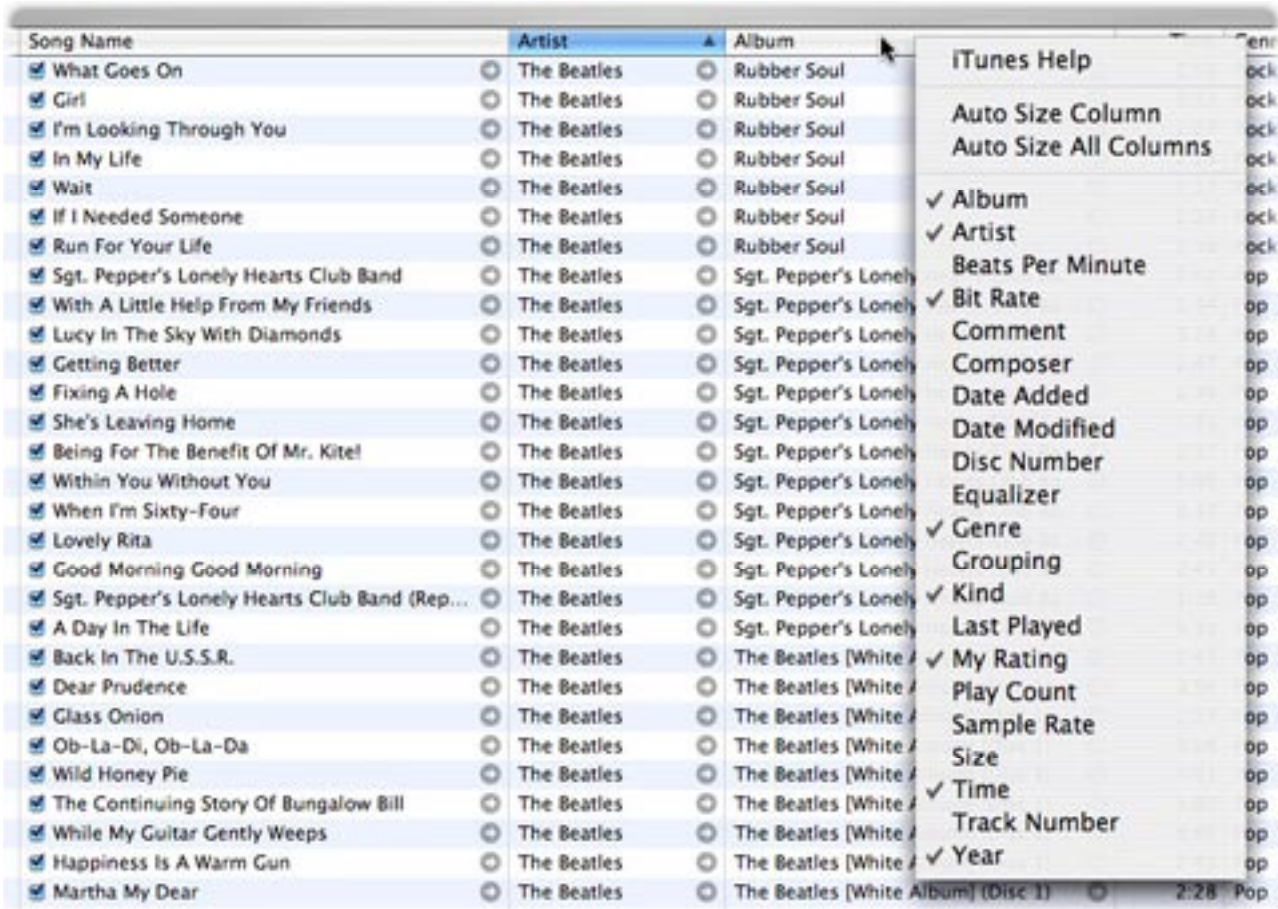 Song Name Artist Album
What Goes On The Beatles Rubber Soul
Girl The Beatles Rubber Soul
I'm Looking Through You The Beatles Rubber Soul
In My Life The Beatles Rubber Soul
Wait The Beatles Rubber Soul
If I Needed Someone The Beatles Rubber Soul
Run For Your Life The Beatles Rubber Soul
Sgt. Pepper's Lonely Hearts Club Band The Beatles Sgt. Pepper's Lonely
With A Little Help From My Friends The Beatles Sgt. Pepper's Lonely
Lucy In The Sky With Diamonds The Beatles Sgt. Pepper's Lonely
Getting Better The Beatles Sgt. Pepper's Lonely
Fixing A Hole The Beatles Sgt. Pepper's Lonely
She's Leaving Home The Beatles Sgt. Pepper's Lonely
Being For The Benefit Of Mr. Kite! The Beatles Sgt. Pepper's Lonely
Within You Without You The Beatles Sgt. Pepper's Lonely
When I'm Sixty-Four The Beatles Sgt. Pepper's Lonely
Lovely Rita The Beatles Sgt. Pepper's Lonely
Good Morning Good Morning The Beatles Sgt. Pepper's Lonely
Sgt. Pepper's Lonely Hearts Club Band (Rep... The Beatles Sgt. Pepper's Lonely
A Day In The Life The Beatles Sgt. Pepper's Lonely
Back In The U.S.S.R. The Beatles The Beatles [White A
Dear Prudence The Beatles The Beatles [White A
Glass Onion The Beatles The Beatles [White A
Ob-La-Di, Ob-La-Da The Beatles The Beatles [White A
Wild Honey Pie The Beatles The Beatles [White A
The Continuing Story Of Bungalow Bill The Beatles The Beatles [White A
While My Guitar Gently Weeps The Beatles The Beatles [White A
Happiness Is A Warm Gun The Beatles The Beatles [White A
Martha My Dear The Beatles The Beatles [White Album] (Disc 1) 2:28 Pop
iTunes Help
Auto Size Column
Auto Size All Columns
✓ Album
✓ Artist
Beats Per Minute
✓ Bit Rate
Comment
Composer
Date Added
Date Modified
Disc Number
Equalizer
✓ Genre
Grouping
✓ Kind
Last Played
✓ My Rating
Play Count
Sample Rate
Size
✓ Time
Track Number
✓ Year